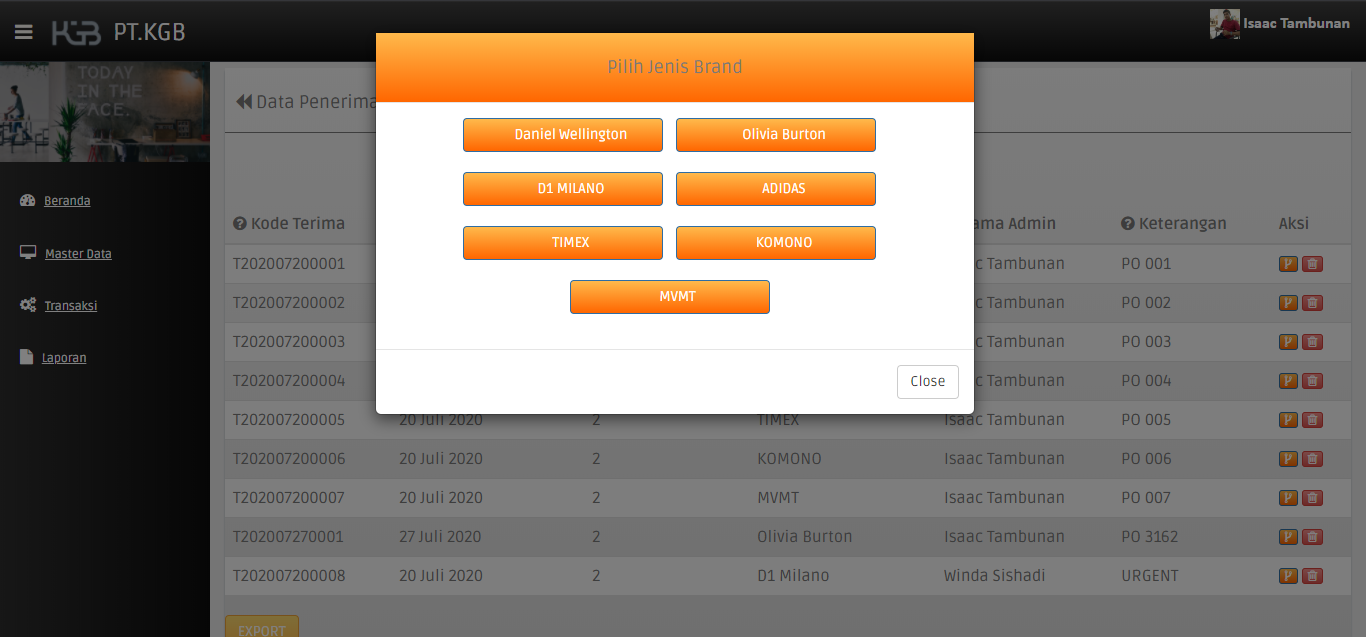 KGB PT.KGB
Isaac Tambunan
TODAY
IN THE
FACE.
Beranda
Master Data
Transaksi
Laporan
Data Penerima
Pilih Jenis Brand
Daniel Wellington Olivia Burton
D1 MILANO ADIDAS
TIMEX KOMONO
MVMT
Close
Kode Terima ama Admin Keterangan Aksi
T202007200001 c Tambunan PO 001
T202007200002 c Tambunan PO 002
T202007200003 c Tambunan PO 003
T202007200004 c Tambunan PO 004
T202007200005 20 Juli 2020 2 TIMEX Isaac Tambunan PO 005
T202007200006 20 Juli 2020 2 KOMONO Isaac Tambunan PO 006
T202007200007 20 Juli 2020 2 MVMT Isaac Tambunan PO 007
T202007270001 27 Juli 2020 2 Olivia Burton Isaac Tambunan PO 3162
T202007200008 20 Juli 2020 2 D1 Milano Winda Sishadi URGENT
EXPORT